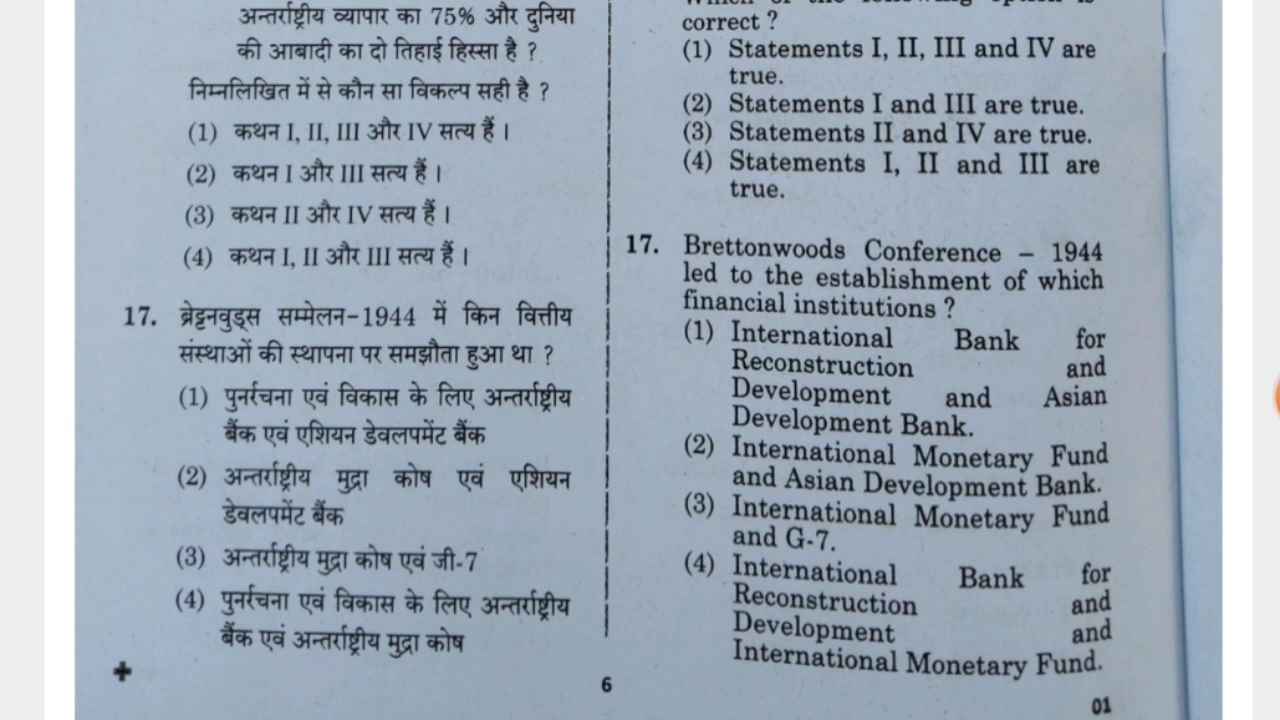 अन्तर्राष्ट्रीय व्यापार का 75% और दुनिया
की आबादी का दो तिहाई हिस्सा है ?
निम्नलिखित में से कौन सा विकल्प सही है ?
(1) कथन I, II, III और IV सत्य हैं ।
(2) कथन I और III सत्य हैं ।
(3) कथन II और IV सत्य हैं ।
(4) कथन I, II और III सत्य हैं ।
17. ब्रेट्टनवुड्स सम्मेलन-1944 में किन वित्तीय
संस्थाओं की स्थापना पर समझौता हुआ था ?
(1) पुनर्रचना एवं विकास के लिए अन्तर्राष्ट्रीय
बैंक एवं एशियन डेवलपमेंट बैंक
(2) अन्तर्राष्ट्रीय मुद्रा कोष एवं एशियन
डेवलपमेंट बैंक
(3) अन्तर्राष्ट्रीय मुद्रा कोष एवं जी-7
(4) पुनर्रचना एवं विकास के लिए अन्तर्राष्ट्रीय
बैंक एवं अन्तर्राष्ट्रीय मुद्रा कोष
correct ?
(1) Statements I, II, III and IV are
true.
(2) Statements I and III are true.
(3) Statements II and IV are true.
(4) Statements I, II and III are
true.
17. Brettonwoods Conference – 1944
led to the establishment of which
financial institutions ?
(1) International Bank for
Reconstruction and
Development and Asian
Development Bank.
(2) International Monetary Fund
and Asian Development Bank.
(3) International Monetary Fund
and G-7.
(4) International Bank for
Reconstruction and
Development and
International Monetary Fund.
6
01